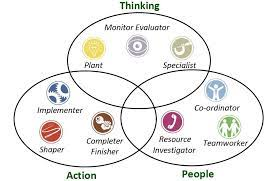 Thinking
Monitor Evaluator
Plant
Specialist
Implementer
Co-ordinator
Shaper
Completer
Finisher
Resource
Investigator
Teamworker
Action
People